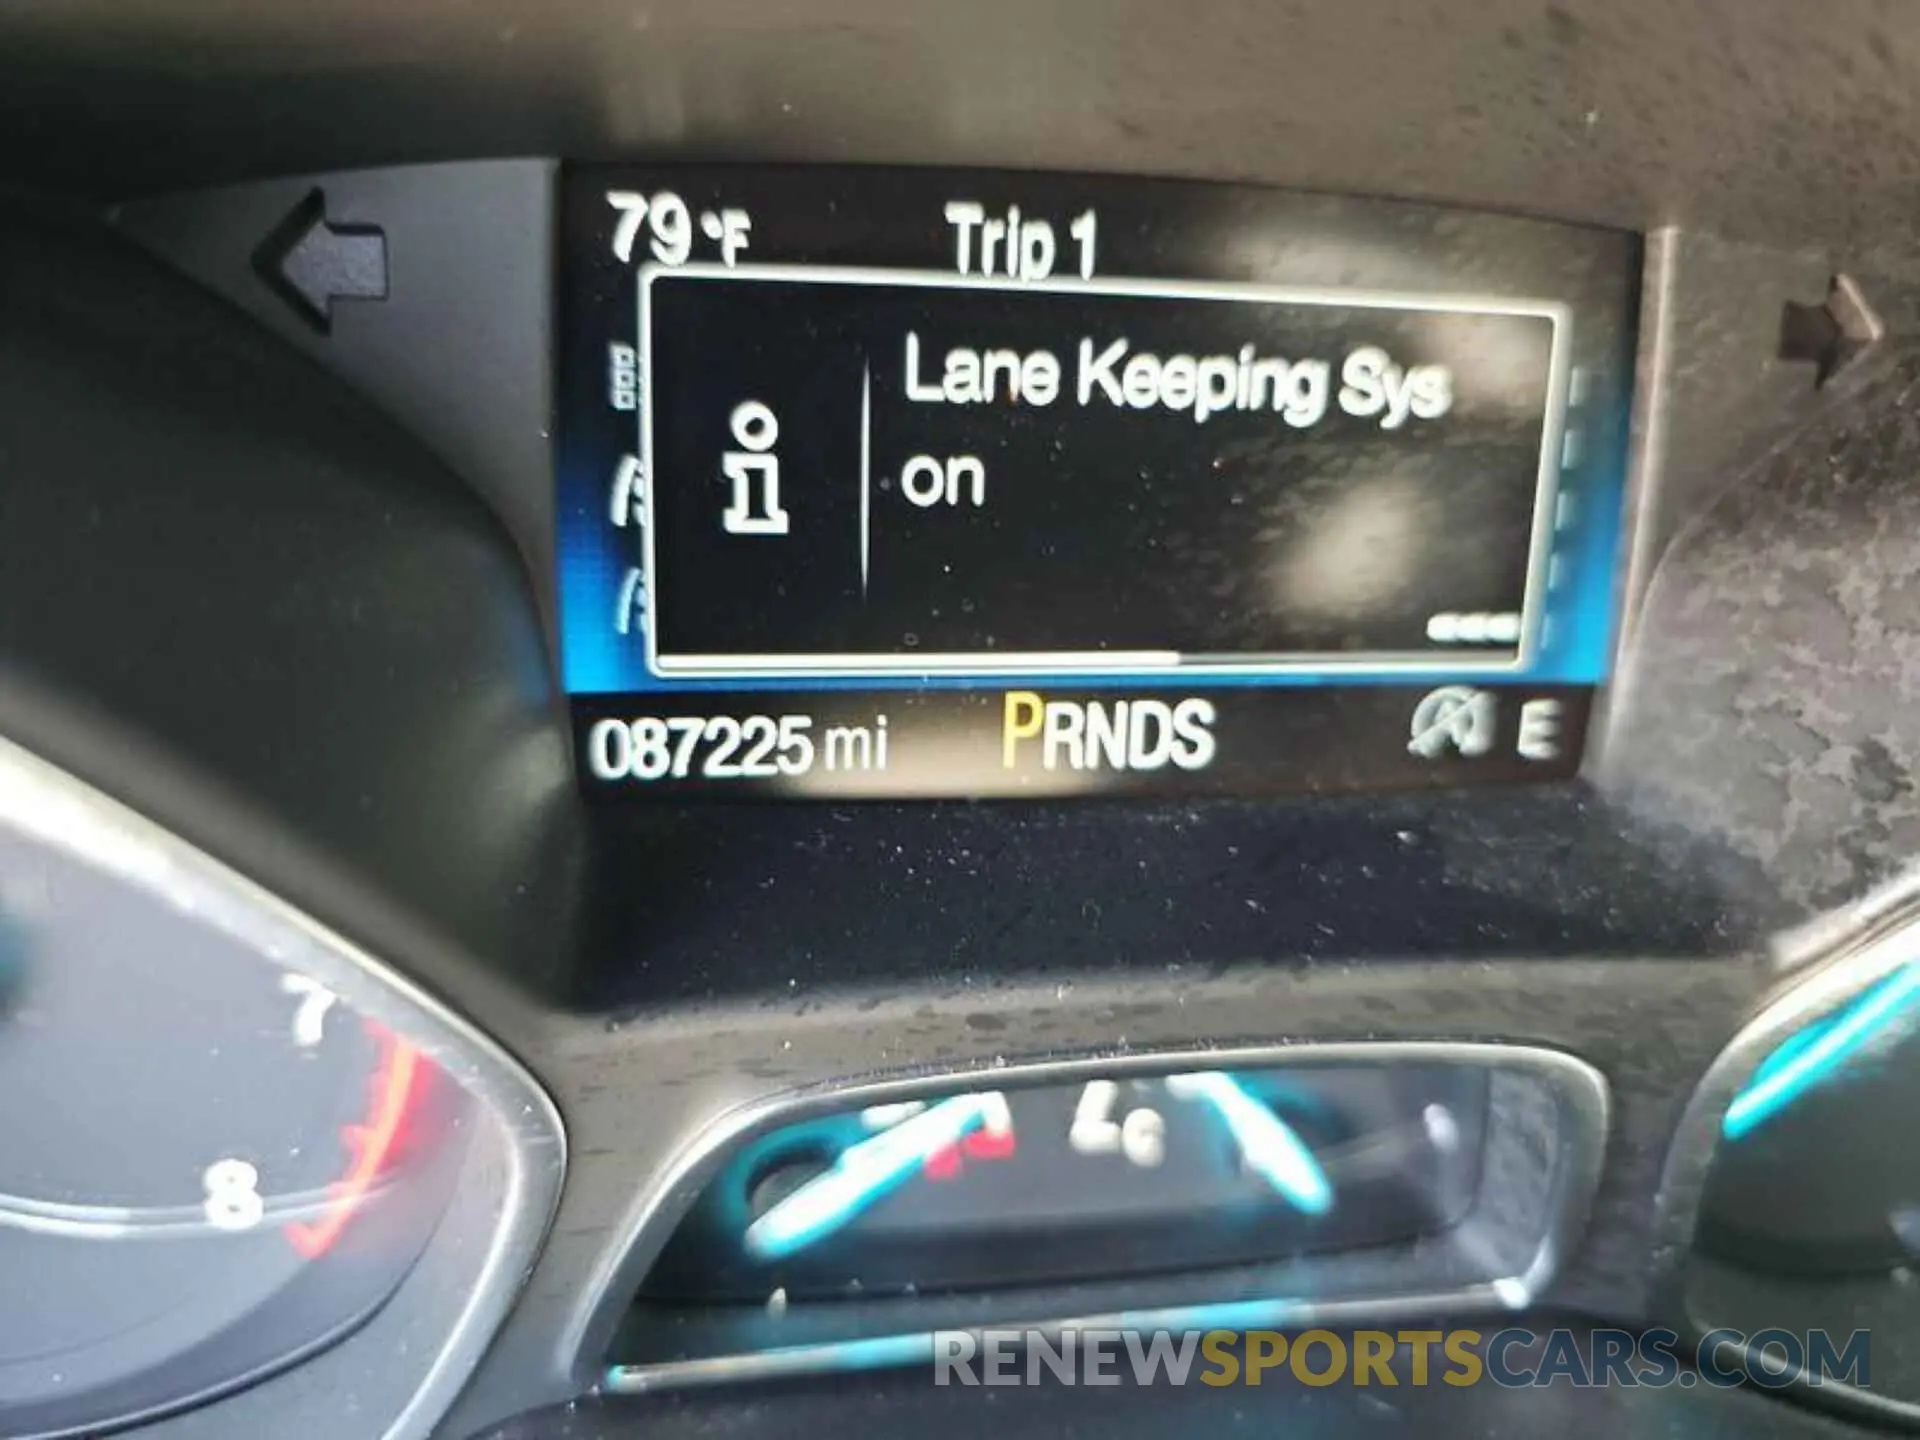 79 °F Trip 1
Lane Keeping Sys
on
087225 mi PRNDS E
7
8
RENEWSPORTSCARS.COM